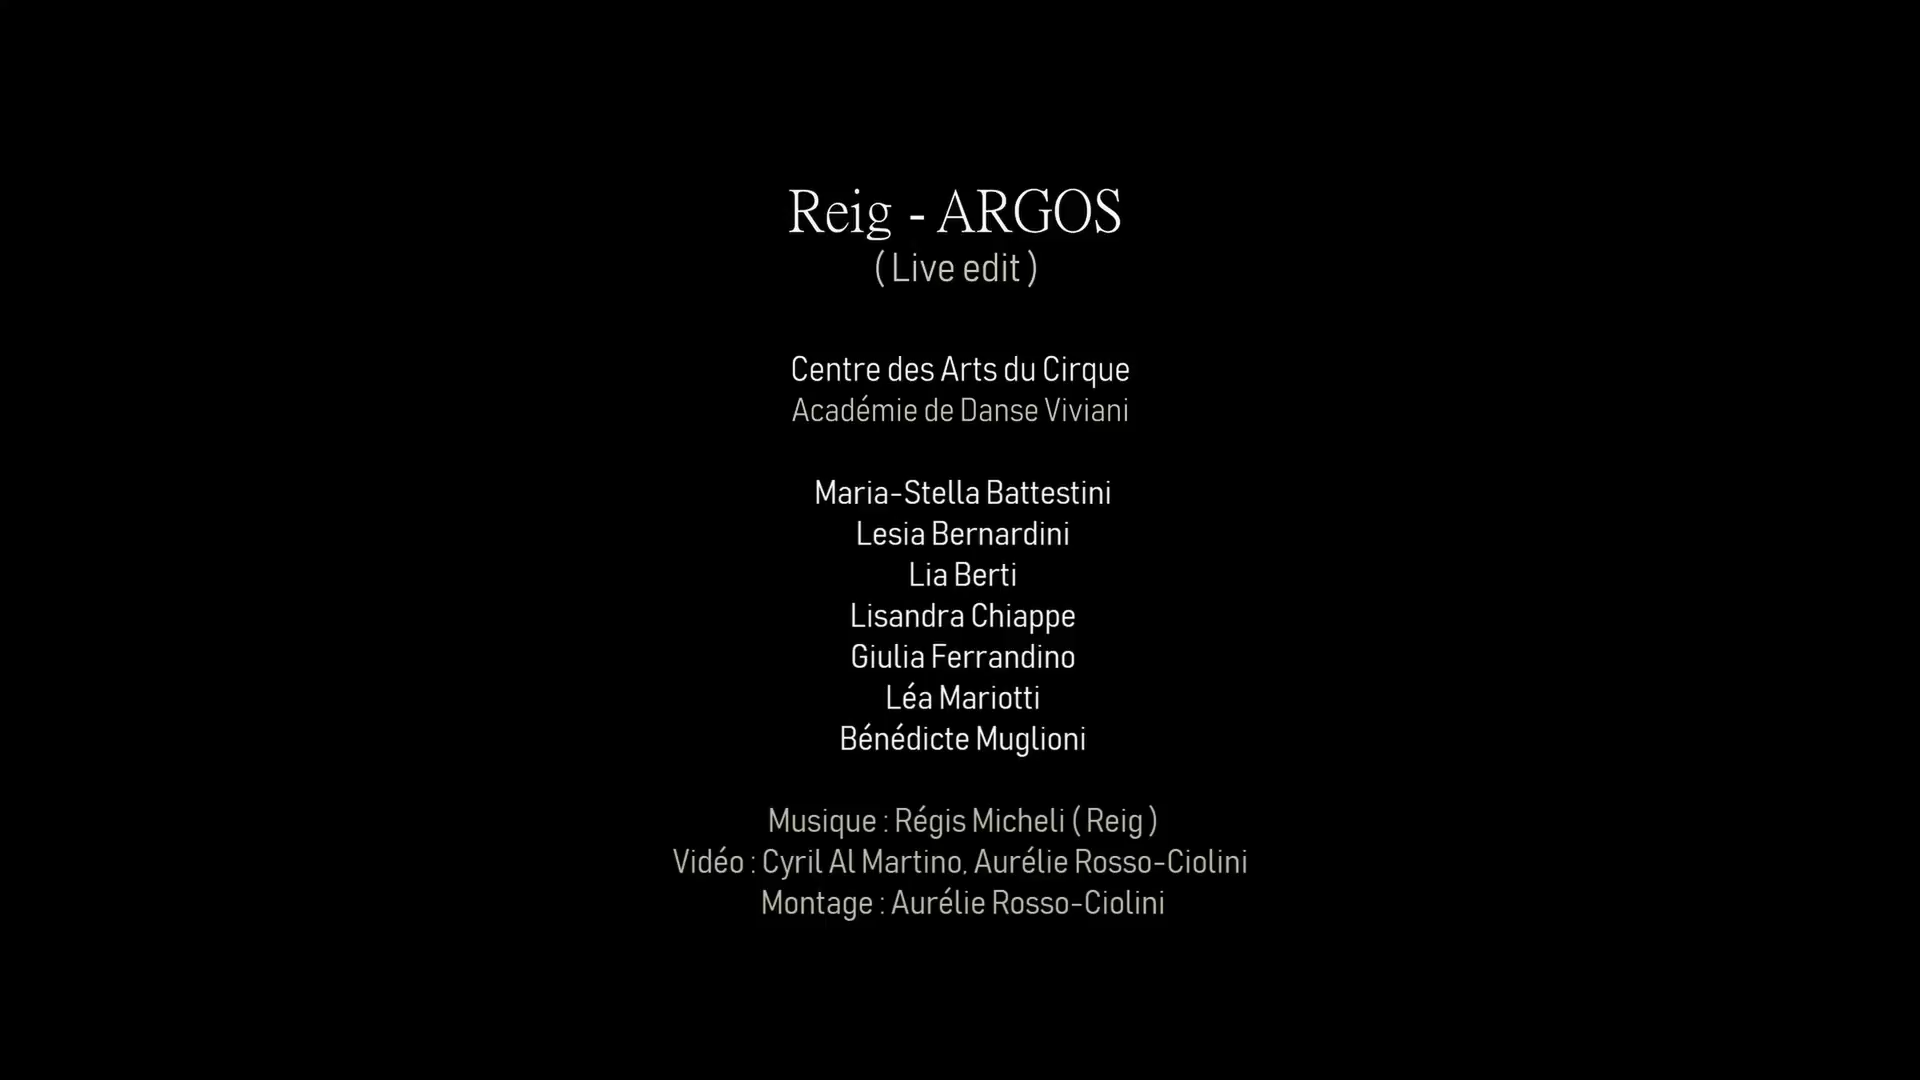 Reig - ARGOS
( Live edit )
Centre des Arts du Cirque
Académie de Danse Viviani
Maria-Stella Battestini
Lesia Bernardini
Lia Berti
Lisandra Chiappe
Giulia Ferrandino
Léa Mariotti
Bénédicte Muglioni
Musique : Régis Micheli ( Reig )
Vidéo : Cyril Al Martino, Aurélie Rosso-Ciolini
Montage : Aurélie Rosso-Ciolini